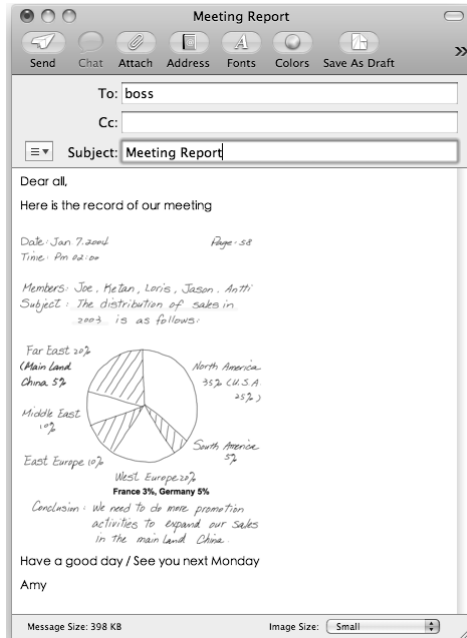 Meeting Report
Send Chat Attach Address Fonts Colors Save As Draft »
To: boss
Cc:
Subject: Meeting Report
Dear all,
Here is the record of our meeting
Date: Jan 7. 2004 Page: 58
Time: Pm 02:00
Members: Joe, Ketan, Loris, Jason, Antti
Subject: The distribution of sales in
2003 is as follows:
Far East 20%
(Main Land
China 5%
North America
35% (U.S.A.
25%)
Middle East
10%
South America
5%
East Europe 10%
West Europe 20%
France 3%, Germany 5%
Conclusion: We need to do more promotion
activities to expand our sales
in the main land China.
Have a good day / See you next Monday
Amy
Message Size: 398 KB Image Size: Small